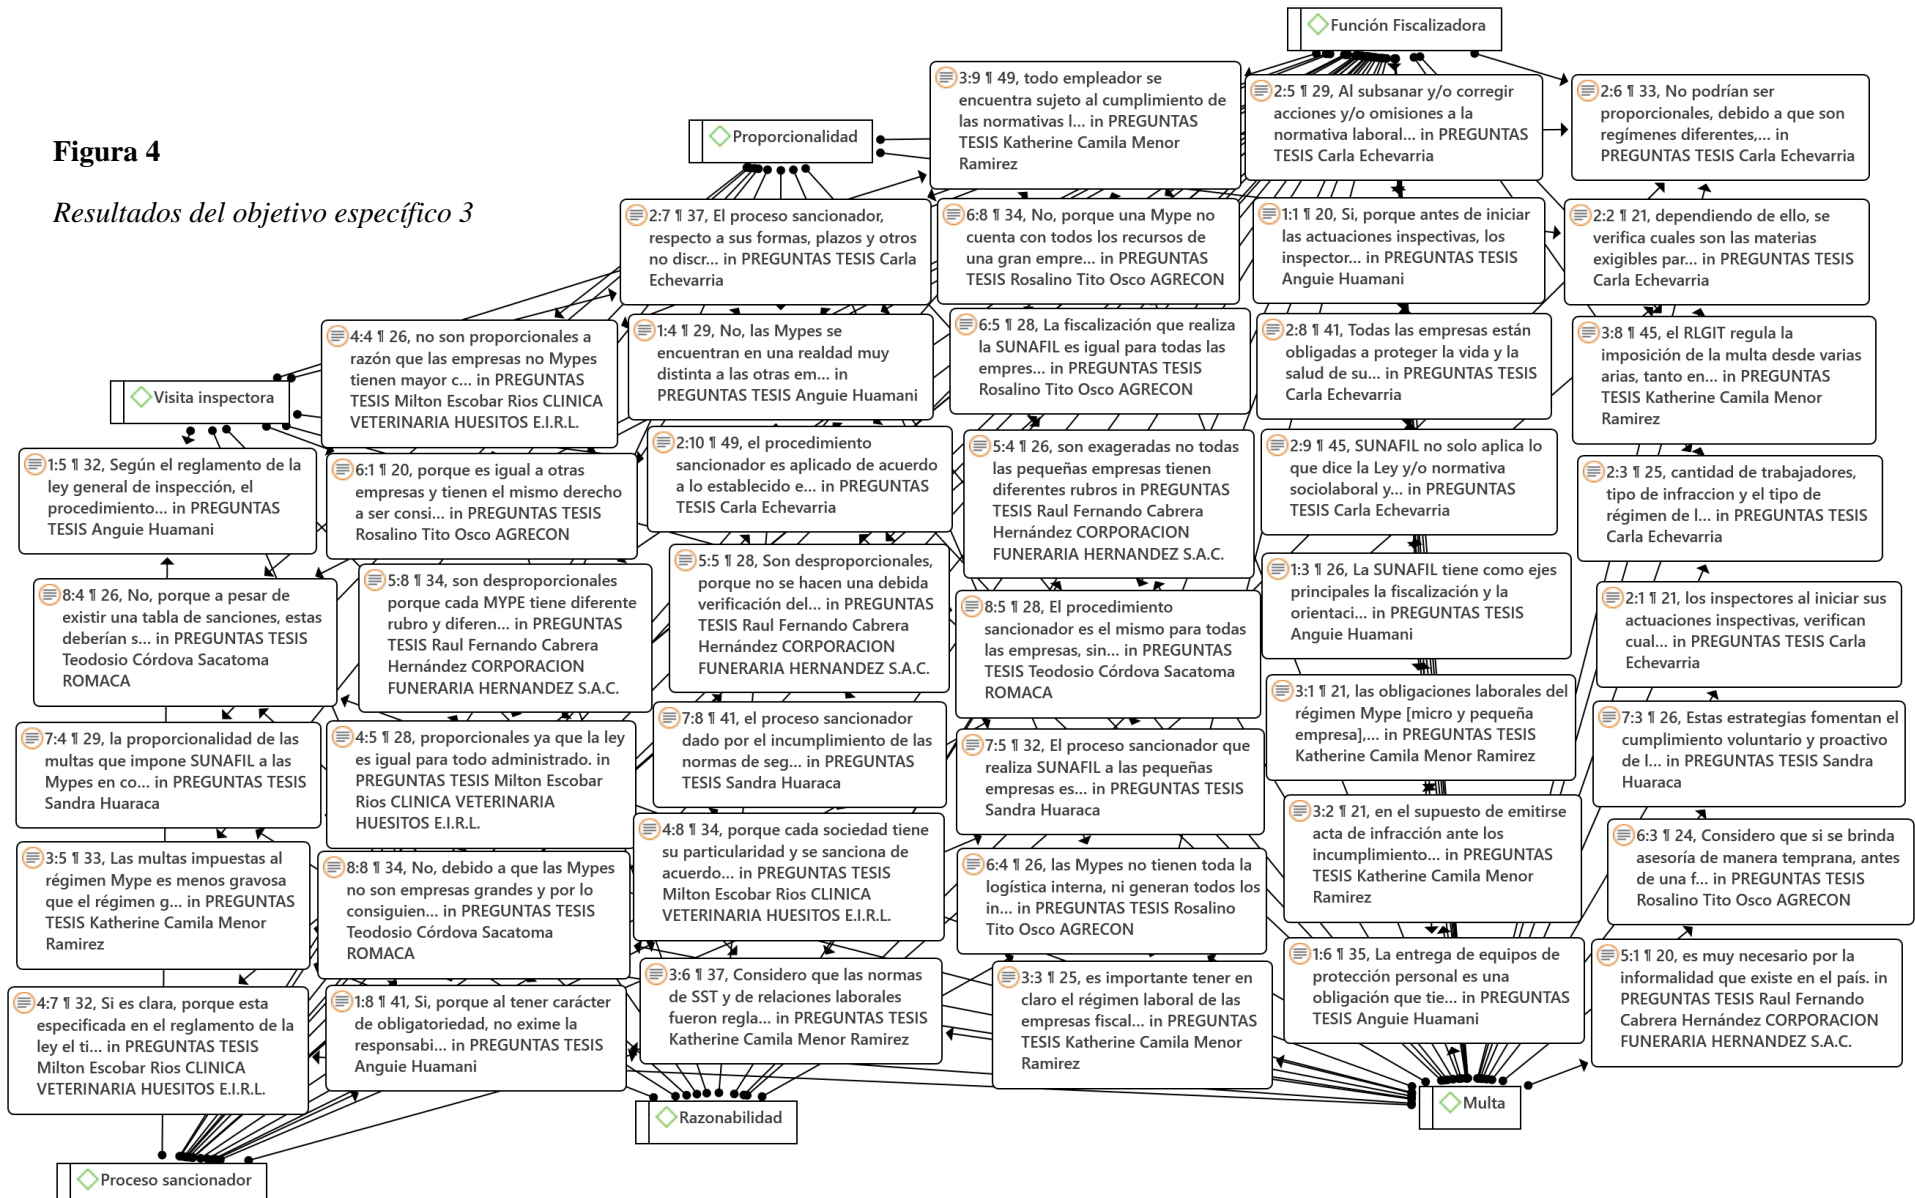 Figura 4
Resultados del objetivo específico 3
Función Fiscalizadora
Proporcionalidad
Visita inspectora
Proceso sancionador
Razonabilidad
Multa
1:5 ¶ 32, Según el reglamento de la
ley general de inspección, el
procedimiento... in PREGUNTAS
TESIS Anguie Huamani
8:4 ¶ 26, No, porque a pesar de
existir una tabla de sanciones, estas
deberían s... in PREGUNTAS TESIS
Teodosio Córdova Sacatoma
ROMACA
7:4 ¶ 29, la proporcionalidad de las
multas que impone SUNAFIL a las
Mypes en co... in PREGUNTAS TESIS
Sandra Huaraca
3:5 ¶ 33, Las multas impuestas al
régimen Mype es menos gravosa
que el régimen g... in PREGUNTAS
TESIS Katherine Camila Menor
Ramirez
4:7 ¶ 32, Si es clara, porque esta
especificada en el reglamento de la
ley el ti... in PREGUNTAS TESIS
Milton Escobar Rios CLINICA
VETERINARIA HUESITOS E.I.R.L.
4:4 ¶ 26, no son proporcionales a
razón que las empresas no Mypes
tienen mayor c... in PREGUNTAS
TESIS Milton Escobar Rios CLINICA
VETERINARIA HUESITOS E.I.R.L.
6:1 ¶ 20, porque es igual a otras
empresas y tienen el mismo derecho
a ser consi... in PREGUNTAS TESIS
Rosalino Tito Osco AGRECON
5:8 ¶ 34, son desproporcionales
porque cada MYPE tiene diferente
rubro y diferen... in PREGUNTAS
TESIS Raul Fernando Cabrera
Hernández CORPORACION
FUNERARIA HERNANDEZ S.A.C.
4:5 ¶ 28, proporcionales ya que la ley
es igual para todo administrado. in
PREGUNTAS TESIS Milton Escobar
Rios CLINICA VETERINARIA
HUESITOS E.I.R.L.
8:8 ¶ 34, No, debido a que las Mypes
no son empresas grandes y por lo
consiguien... in PREGUNTAS TESIS
Teodosio Córdova Sacatoma
ROMACA
1:8 ¶ 41, Si, porque al tener carácter
de obligatoriedad, no exime la
responsabi... in PREGUNTAS TESIS
Anguie Huamani
2:7 ¶ 37, El proceso sancionador,
respecto a sus formas, plazos y otros
no discr... in PREGUNTAS TESIS Carla
Echevarria
1:4 ¶ 29, No, las Mypes se
encuentran en una realdad muy
distinta a las otras em... in
PREGUNTAS TESIS Anguie Huamani
2:10 ¶ 49, el procedimiento
sancionador es aplicado de acuerdo
a lo establecido e... in PREGUNTAS
TESIS Carla Echevarria
5:5 ¶ 28, Son desproporcionales,
porque no se hacen una debida
verificación del... in PREGUNTAS
TESIS Raul Fernando Cabrera
Hernández CORPORACION
FUNERARIA HERNANDEZ S.A.C.
7:8 ¶ 41, el proceso sancionador
dado por el incumplimiento de las
normas de seg... in PREGUNTAS
TESIS Sandra Huaraca
4:8 ¶ 34, porque cada sociedad tiene
su particularidad y se sanciona de
acuerdo... in PREGUNTAS TESIS
Milton Escobar Rios CLINICA
VETERINARIA HUESITOS E.I.R.L.
3:6 ¶ 37, Considero que las normas
de SST y de relaciones laborales
fueron regla... in PREGUNTAS TESIS
Katherine Camila Menor Ramirez
3:9 ¶ 49, todo empleador se
encuentra sujeto al cumplimiento de
las normativas l... in PREGUNTAS
TESIS Katherine Camila Menor
Ramirez
6:8 ¶ 34, No, porque una Mype no
cuenta con todos los recursos de
una gran empre... in PREGUNTAS
TESIS Rosalino Tito Osco AGRECON
6:5 ¶ 28, La fiscalización que realiza
la SUNAFIL es igual para todas las
empres... in PREGUNTAS TESIS
Rosalino Tito Osco AGRECON
5:4 ¶ 26, son exageradas no todas
las pequeñas empresas tienen
diferentes rubros in PREGUNTAS
TESIS Raul Fernando Cabrera
Hernández CORPORACION
FUNERARIA HERNANDEZ S.A.C.
8:5 ¶ 28, El procedimiento
sancionador es el mismo para todas
las empresas, sin... in PREGUNTAS
TESIS Teodosio Córdova Sacatoma
ROMACA
7:5 ¶ 32, El proceso sancionador que
realiza SUNAFIL a las pequeñas
empresas es... in PREGUNTAS TESIS
Sandra Huaraca
6:4 ¶ 26, las Mypes no tienen toda la
logística interna, ni generan todos los
in... in PREGUNTAS TESIS Rosalino
Tito Osco AGRECON
3:3 ¶ 25, es importante tener en
claro el régimen laboral de las
empresas fiscal... in PREGUNTAS
TESIS Katherine Camila Menor
Ramirez
2:5 ¶ 29, Al subsanar y/o corregir
acciones y/o omisiones a la
normativa laboral... in PREGUNTAS
TESIS Carla Echevarria
1:1 ¶ 20, Si, porque antes de iniciar
las actuaciones inspectivas, los
inspector... in PREGUNTAS TESIS
Anguie Huamani
2:8 ¶ 41, Todas las empresas están
obligadas a proteger la vida y la
salud de su... in PREGUNTAS TESIS
Carla Echevarria
2:9 ¶ 45, SUNAFIL no solo aplica lo
que dice la Ley y/o normativa
sociolaboral y... in PREGUNTAS
TESIS Carla Echevarria
1:3 ¶ 26, La SUNAFIL tiene como ejes
principales la fiscalización y la
orientaci... in PREGUNTAS TESIS
Anguie Huamani
3:1 ¶ 21, las obligaciones laborales del
régimen Mype [micro y pequeña
empresa],... in PREGUNTAS TESIS
Katherine Camila Menor Ramirez
3:2 ¶ 21, en el supuesto de emitirse
acta de infracción ante los
incumplimiento... in PREGUNTAS
TESIS Katherine Camila Menor
Ramirez
1:6 ¶ 35, La entrega de equipos de
protección personal es una
obligación que tie... in PREGUNTAS
TESIS Anguie Huamani
2:6 ¶ 33, No podrían ser
proporcionales, debido a que son
regímenes diferentes,... in
PREGUNTAS TESIS Carla Echevarria
2:2 ¶ 21, dependiendo de ello, se
verifica cuales son las materias
exigibles par... in PREGUNTAS TESIS
Carla Echevarria
3:8 ¶ 45, el RLGIT regula la
imposición de la multa desde varias
arias, tanto en... in PREGUNTAS
TESIS Katherine Camila Menor
Ramirez
2:3 ¶ 25, cantidad de trabajadores,
tipo de infraccion y el tipo de
régimen de l... in PREGUNTAS TESIS
Carla Echevarria
2:1 ¶ 21, los inspectores al iniciar sus
actuaciones inspectivas, verifican
cual... in PREGUNTAS TESIS Carla
Echevarria
7:3 ¶ 26, Estas estrategias fomentan el
cumplimiento voluntario y proactivo
de l... in PREGUNTAS TESIS Sandra
Huaraca
6:3 ¶ 24, Considero que si se brinda
asesoría de manera temprana, antes
de una f... in PREGUNTAS TESIS
Rosalino Tito Osco AGRECON
5:1 ¶ 20, es muy necesario por la
informalidad que existe en el país. in
PREGUNTAS TESIS Raul Fernando
Cabrera Hernández CORPORACION
FUNERARIA HERNANDEZ S.A.C.